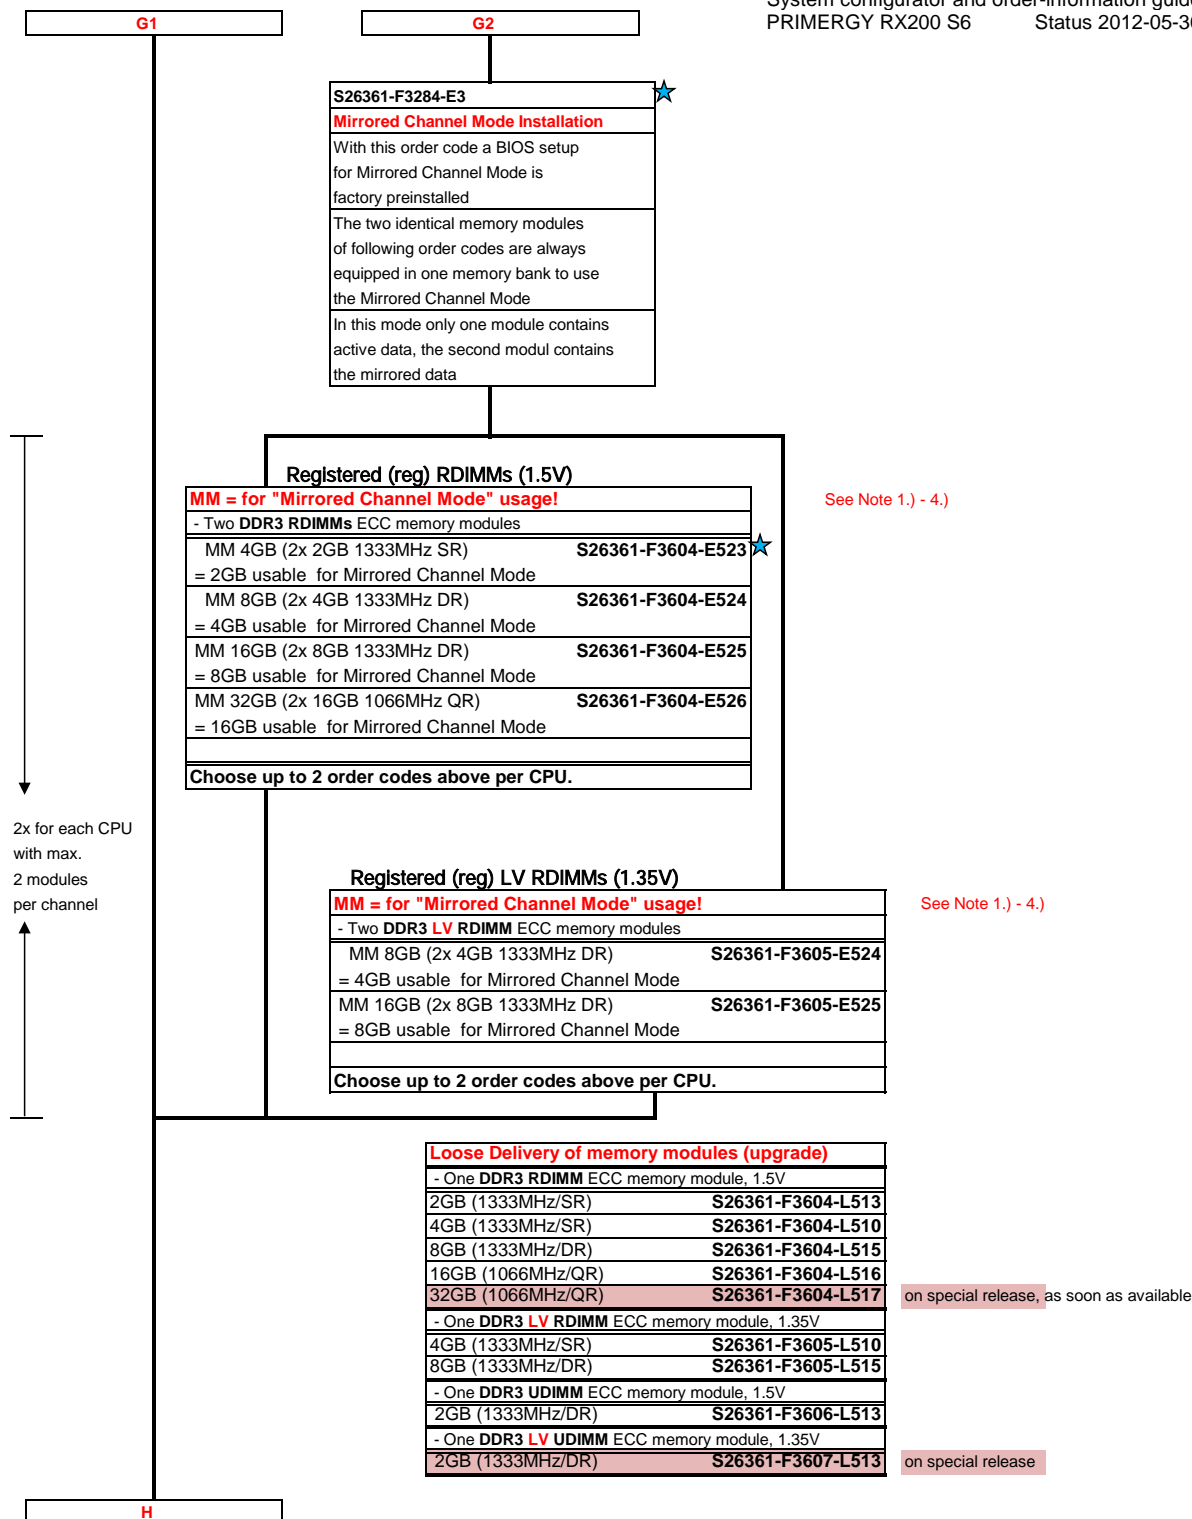 System configurator and order-information guide
PRIMERGY RX200 S6 Status 2012-05-30
G1 G2
S26361-F3284-E3
Mirrored Channel Mode Installation
With this order code a BIOS setup
for Mirrored Channel Mode is
factory preinstalled
The two identical memory modules
of following order codes are always
equipped in one memory bank to use
the Mirrored Channel Mode
In this mode only one module contains
active data, the second modul contains
the mirrored data
Registered (reg) RDIMMs (1.5V)
MM = for "Mirrored Channel Mode" usage!
See Note 1.) - 4.)
- Two DDR3 RDIMMs ECC memory modules
MM 4GB (2x 2GB 1333MHz SR) S26361-F3604-E523
= 2GB usable for Mirrored Channel Mode
MM 8GB (2x 4GB 1333MHz DR) S26361-F3604-E524
= 4GB usable for Mirrored Channel Mode
MM 16GB (2x 8GB 1333MHz DR) S26361-F3604-E525
= 8GB usable for Mirrored Channel Mode
MM 32GB (2x 16GB 1066MHz QR) S26361-F3604-E526
= 16GB usable for Mirrored Channel Mode
Choose up to 2 order codes above per CPU.
2x for each CPU
with max.
2 modules
per channel
Registered (reg) LV RDIMMs (1.35V)
MM = for "Mirrored Channel Mode" usage!
See Note 1.) - 4.)
- Two DDR3 LV RDIMM ECC memory modules
MM 8GB (2x 4GB 1333MHz DR) S26361-F3605-E524
= 4GB usable for Mirrored Channel Mode
MM 16GB (2x 8GB 1333MHz DR) S26361-F3605-E525
= 8GB usable for Mirrored Channel Mode
Choose up to 2 order codes above per CPU.
Loose Delivery of memory modules (upgrade)
- One DDR3 RDIMM ECC memory module, 1.5V
2GB (1333MHz/SR) S26361-F3604-L513
4GB (1333MHz/SR) S26361-F3604-L510
8GB (1333MHz/DR) S26361-F3604-L515
16GB (1066MHz/QR) S26361-F3604-L516
32GB (1066MHz/QR) S26361-F3604-L517 on special release, as soon as available
- One DDR3 LV RDIMM ECC memory module, 1.35V
4GB (1333MHz/SR) S26361-F3605-L510
8GB (1333MHz/DR) S26361-F3605-L515
- One DDR3 UDIMM ECC memory module, 1.5V
2GB (1333MHz/DR) S26361-F3606-L513
- One DDR3 LV UDIMM ECC memory module, 1.35V
2GB (1333MHz/DR) S26361-F3607-L513 on special release
H